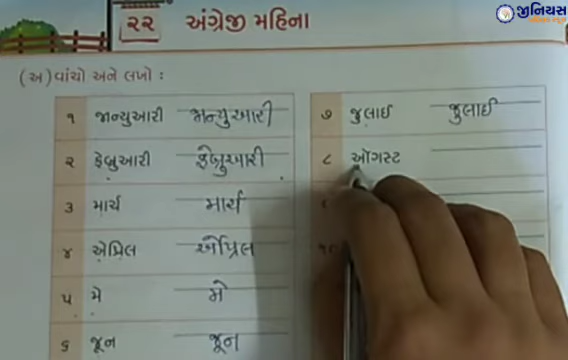 ૨૨ અંગ્રેજી મહિના
જીનિયસ
(અ) વાંચો અને લખો :
૧ જાન્યુઆરી જાન્યુઆરી
૨ ફેબ્રુઆરી ફેબ્રુઆરી
૩ માર્ચ માર્ચ
૪ એપ્રિલ એપ્રિલ
૫ મે મે
૬ જૂન જૂન
૭ જુલાઈ જુલાઈ
૮ ઑગસ્ટ